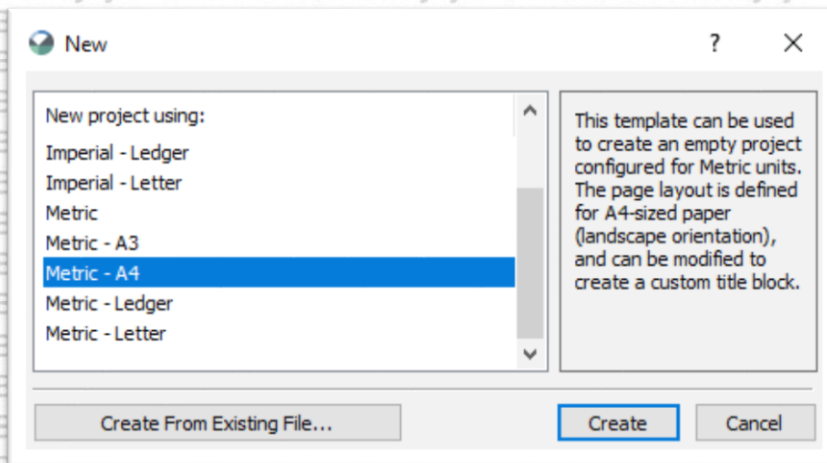 New
?
New project using:
Imperial - Ledger
Imperial - Letter
Metric
Metric - A3
Metric - A4
Metric - Ledger
Metric - Letter
This template can be used
to create an empty project
configured for Metric units.
The page layout is defined
for A4-sized paper
(landscape orientation),
and can be modified to
create a custom title block.
Create From Existing File...
Create
Cancel